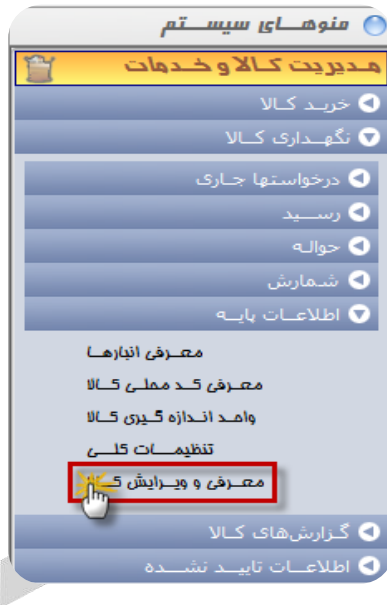 منوهای سیستم
مدیریت کالا و خدمات
خرید کالا
نگهداری کالا
درخواستها جاری
رسید
حواله
شمارش
اطلاعات پایه
معرفی انبارها
معرفی کد محلی کالا
واحد اندازه گیری کالا
تنظیمات کلی
معرفی و ویرایش
گزارش‌های کالا
اطلاعات تایید نشده